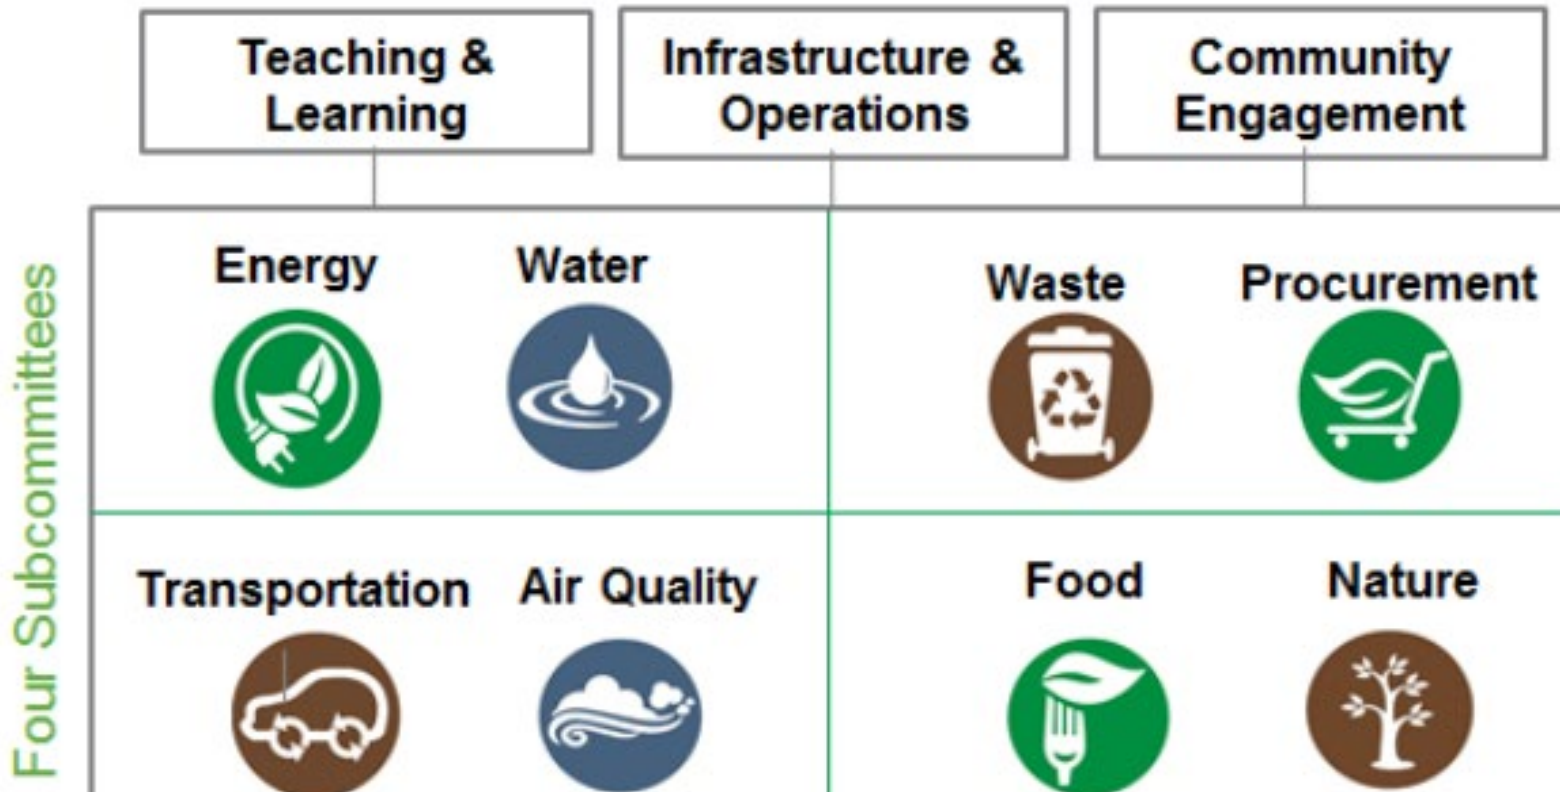 Teaching &
Learning
Infrastructure &
Operations
Community
Engagement
Four Subcommittees
Energy
Water
Waste
Procurement
Transportation
Air Quality
Food
Nature